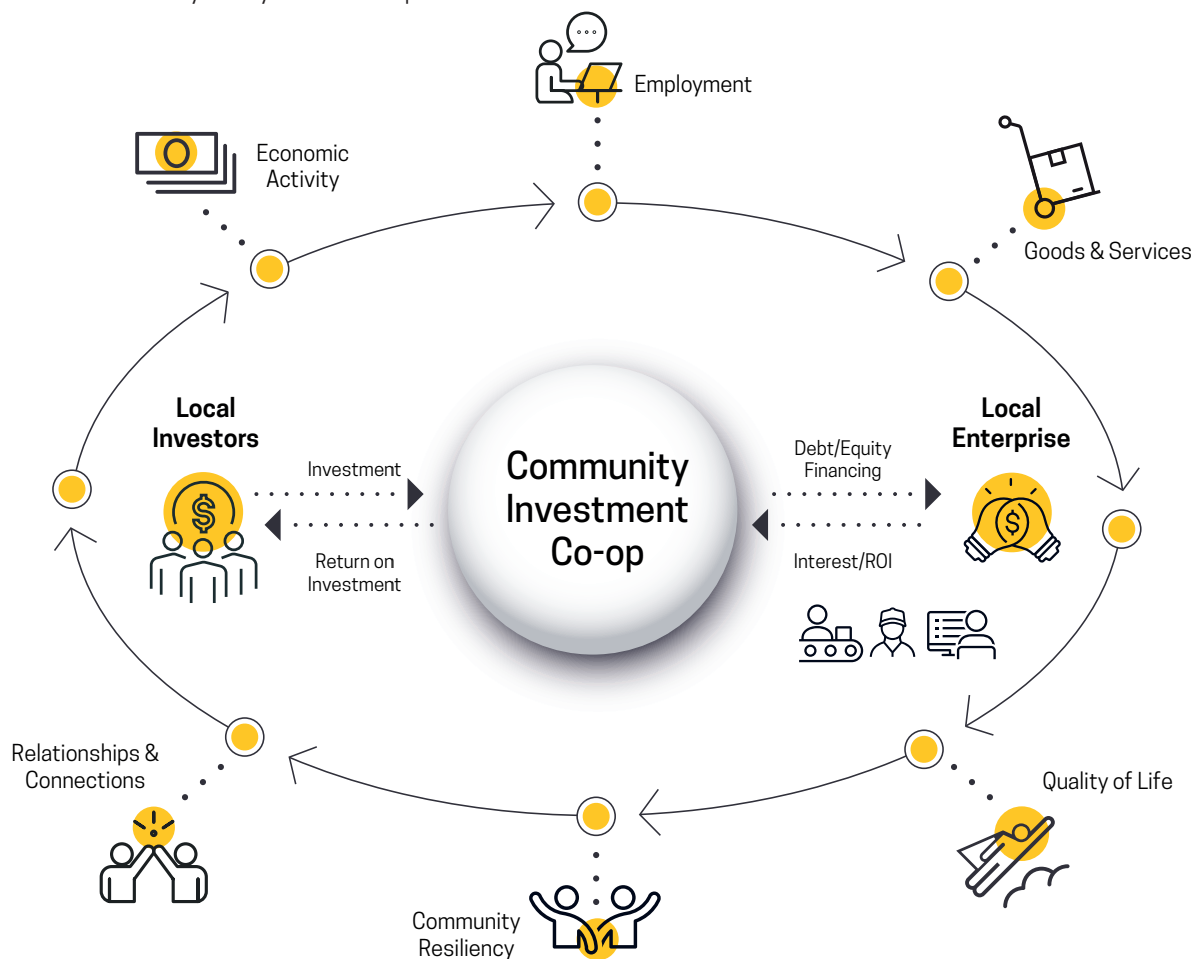 Employment
Economic
Activity
Goods & Services
Local
Investors
Local
Enterprise
Investment
Return on
Investment
Community
Investment
Co-op
Debt/Equity
Financing
Interest/ROI
$
$
Relationships &
Connections
Quality of Life
Community
Resiliency